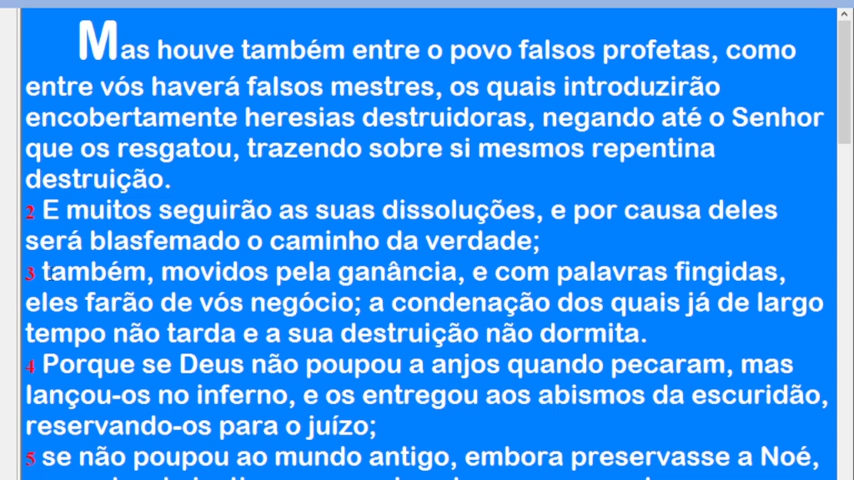 Mas houve também entre o povo falsos profetas, como
entre vós haverá falsos mestres, os quais introduzirão
encobertamente heresias destruidoras, negando até o Senhor
que os resgatou, trazendo sobre si mesmos repentina
destruição.
2 E muitos seguirão as suas dissoluções, e por causa deles
será blasfemado o caminho da verdade;
3 também, movidos pela ganância, e com palavras fingidas,
eles farão de vós negócio; a condenação dos quais já de largo
tempo não tarda e a sua destruição não dormita.
4 Porque se Deus não poupou a anjos quando pecaram, mas
lançou-os no inferno, e os entregou aos abismos da escuridão,
reservando-os para o juízo;
5 se não poupou ao mundo antigo, embora preservasse a Noé,